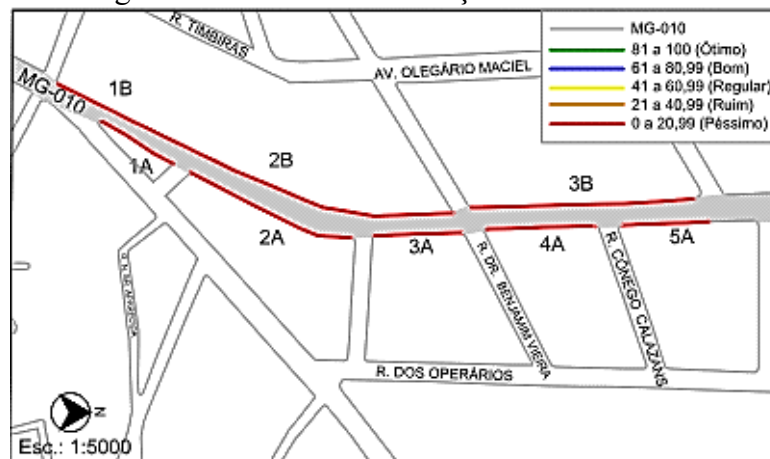 R. TIMBIRAS
AV. OLEGÁRIO MACIEL
MG-010
81 a 100 (Ótimo)
61 a 80,99 (Bom)
41 a 60,99 (Regular)
21 a 40,99 (Ruim)
0 a 20,99 (Péssimo)
MG-010
1B
2B
3B
1A
2A
3A
4A
5A
R. DR. BENJAMIM VIEIRA
R. CÔNEGO CALAZANS
R. DOS OPERÁRIOS
N
Esc.: 1:5000